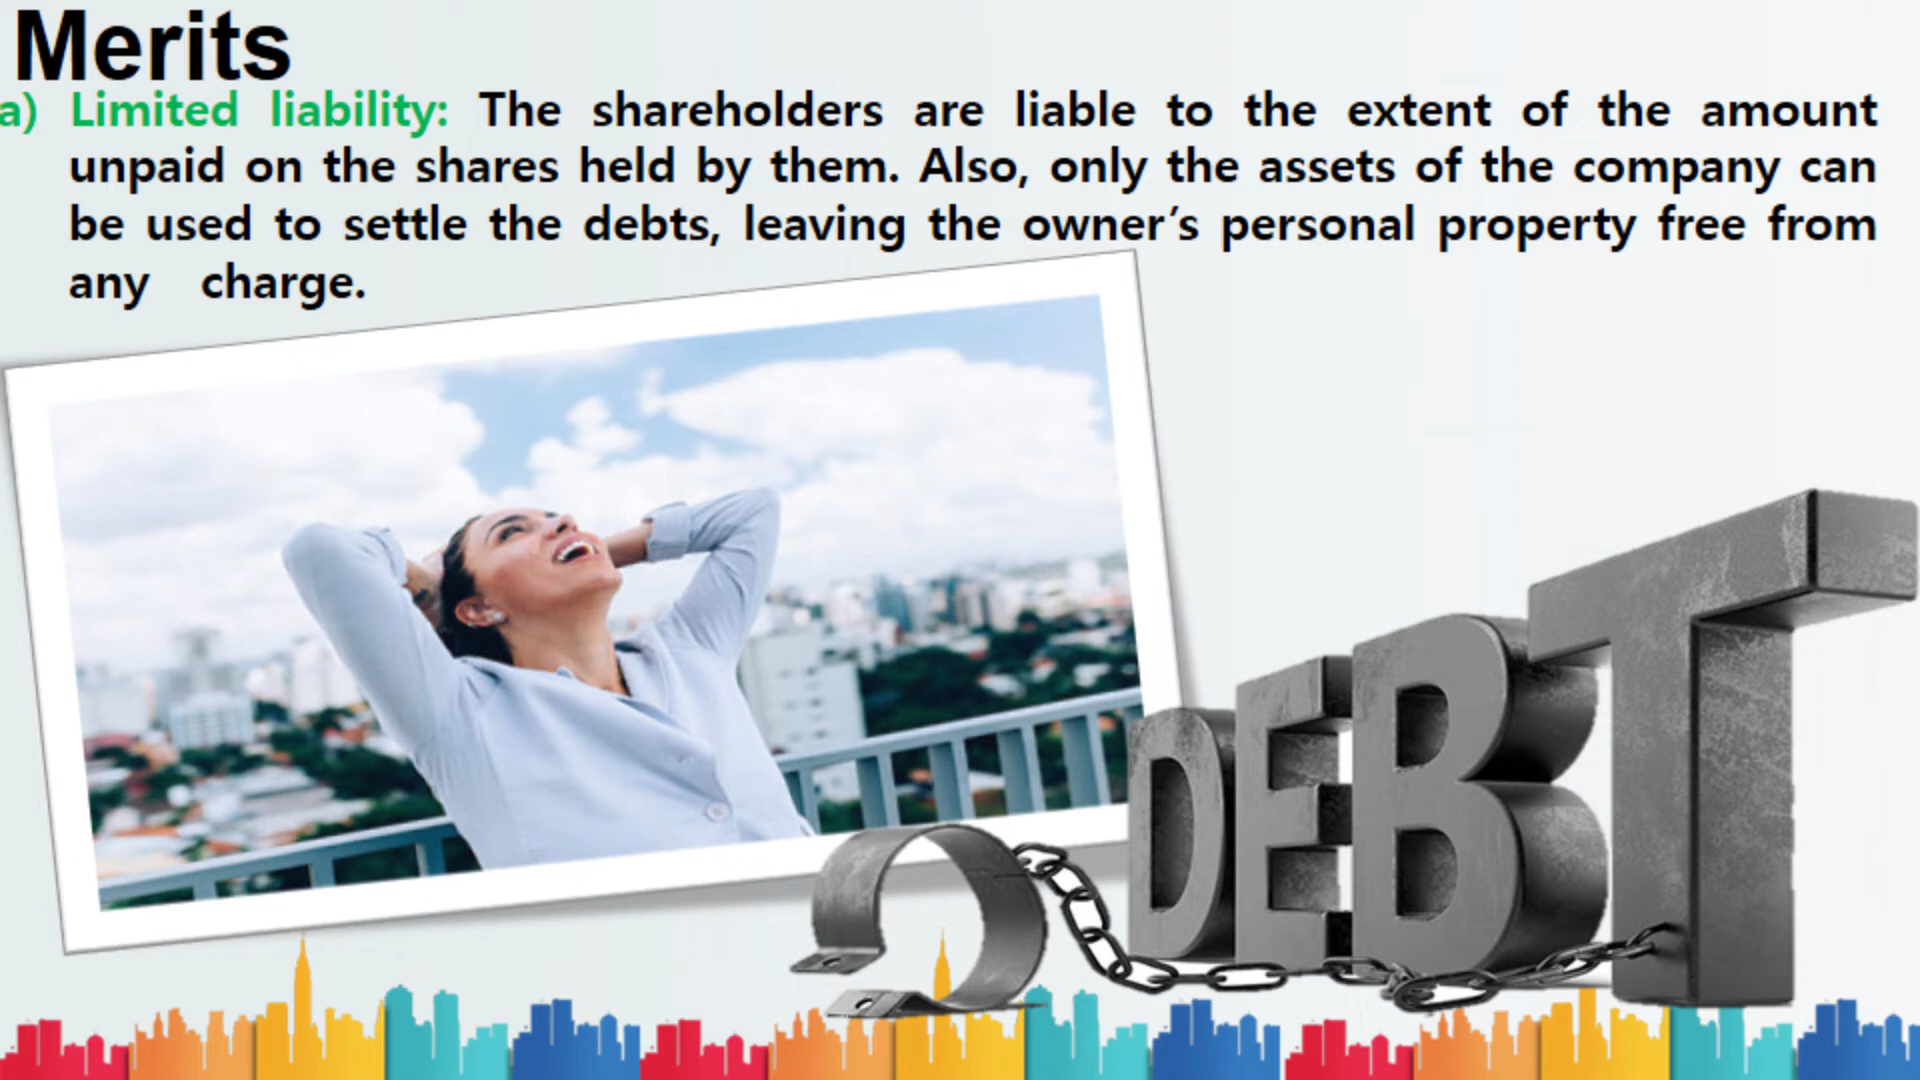 Merits
a) Limited liability: The shareholders are liable to the extent of the amount
unpaid on the shares held by them. Also, only the assets of the company can
be used to settle the debts, leaving the owner’s personal property free from
any charge.
DEBT